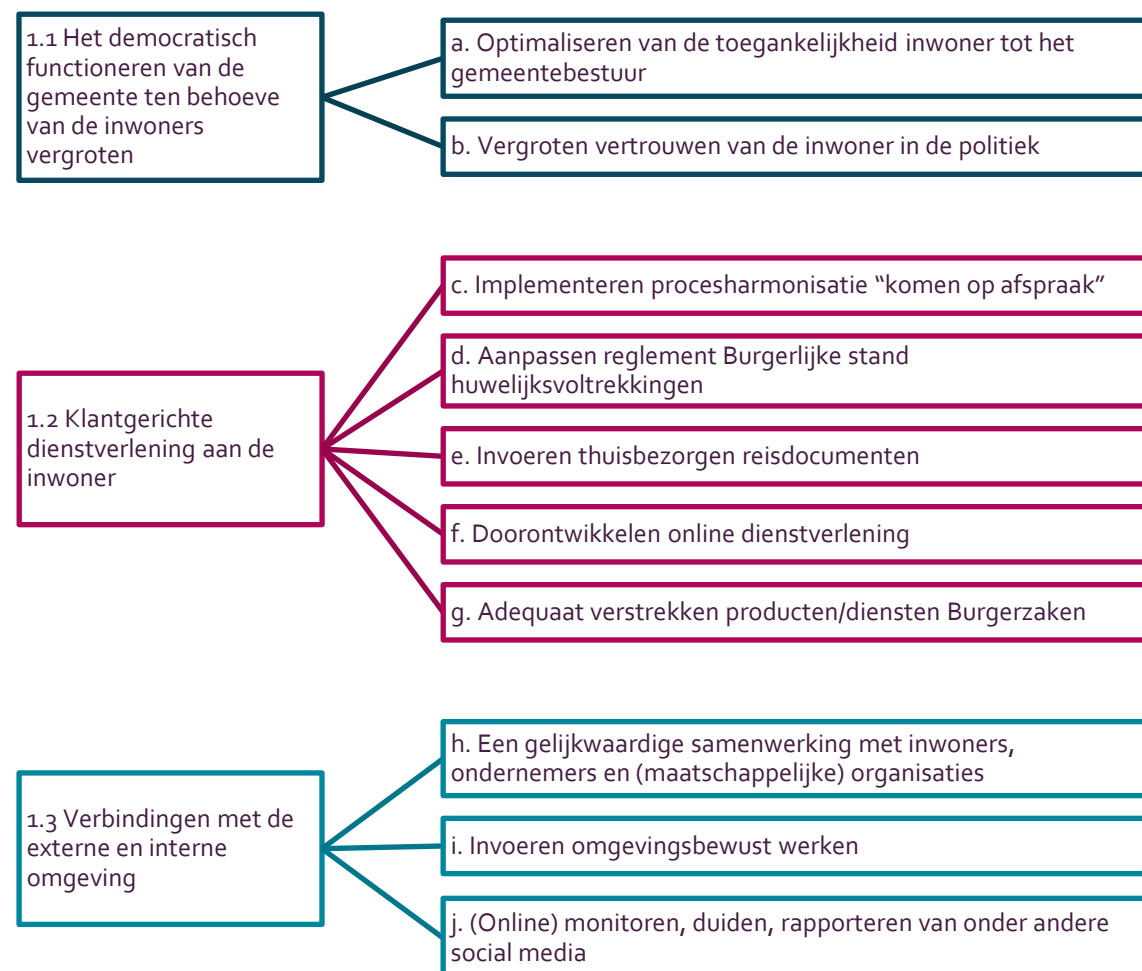 1.1 Het democratisch
functioneren van de
gemeente ten behoeve
van de inwoners
vergroten
a. Optimaliseren van de toegankelijkheid inwoner tot het
gemeentebestuur
b. Vergroten vertrouwen van de inwoner in de politiek
1.2 Klantgerichte
dienstverlening aan de
inwoner
c. Implementeren procesharmonisatie “komen op afspraak”
d. Aanpassen reglement Burgerlijke stand
huwelijksvoltrekkingen
e. Invoeren thuisbezorgen reisdocumenten
f. Doorontwikkelen online dienstverlening
g. Adequaat verstrekken producten/diensten Burgerzaken
1.3 Verbindingen met de
externe en interne
omgeving
h. Een gelijkwaardige samenwerking met inwoners,
ondernemers en (maatschappelijke) organisaties
i. Invoeren omgevingsbewust werken
j. (Online) monitoren, duiden, rapporteren van onder andere
social media